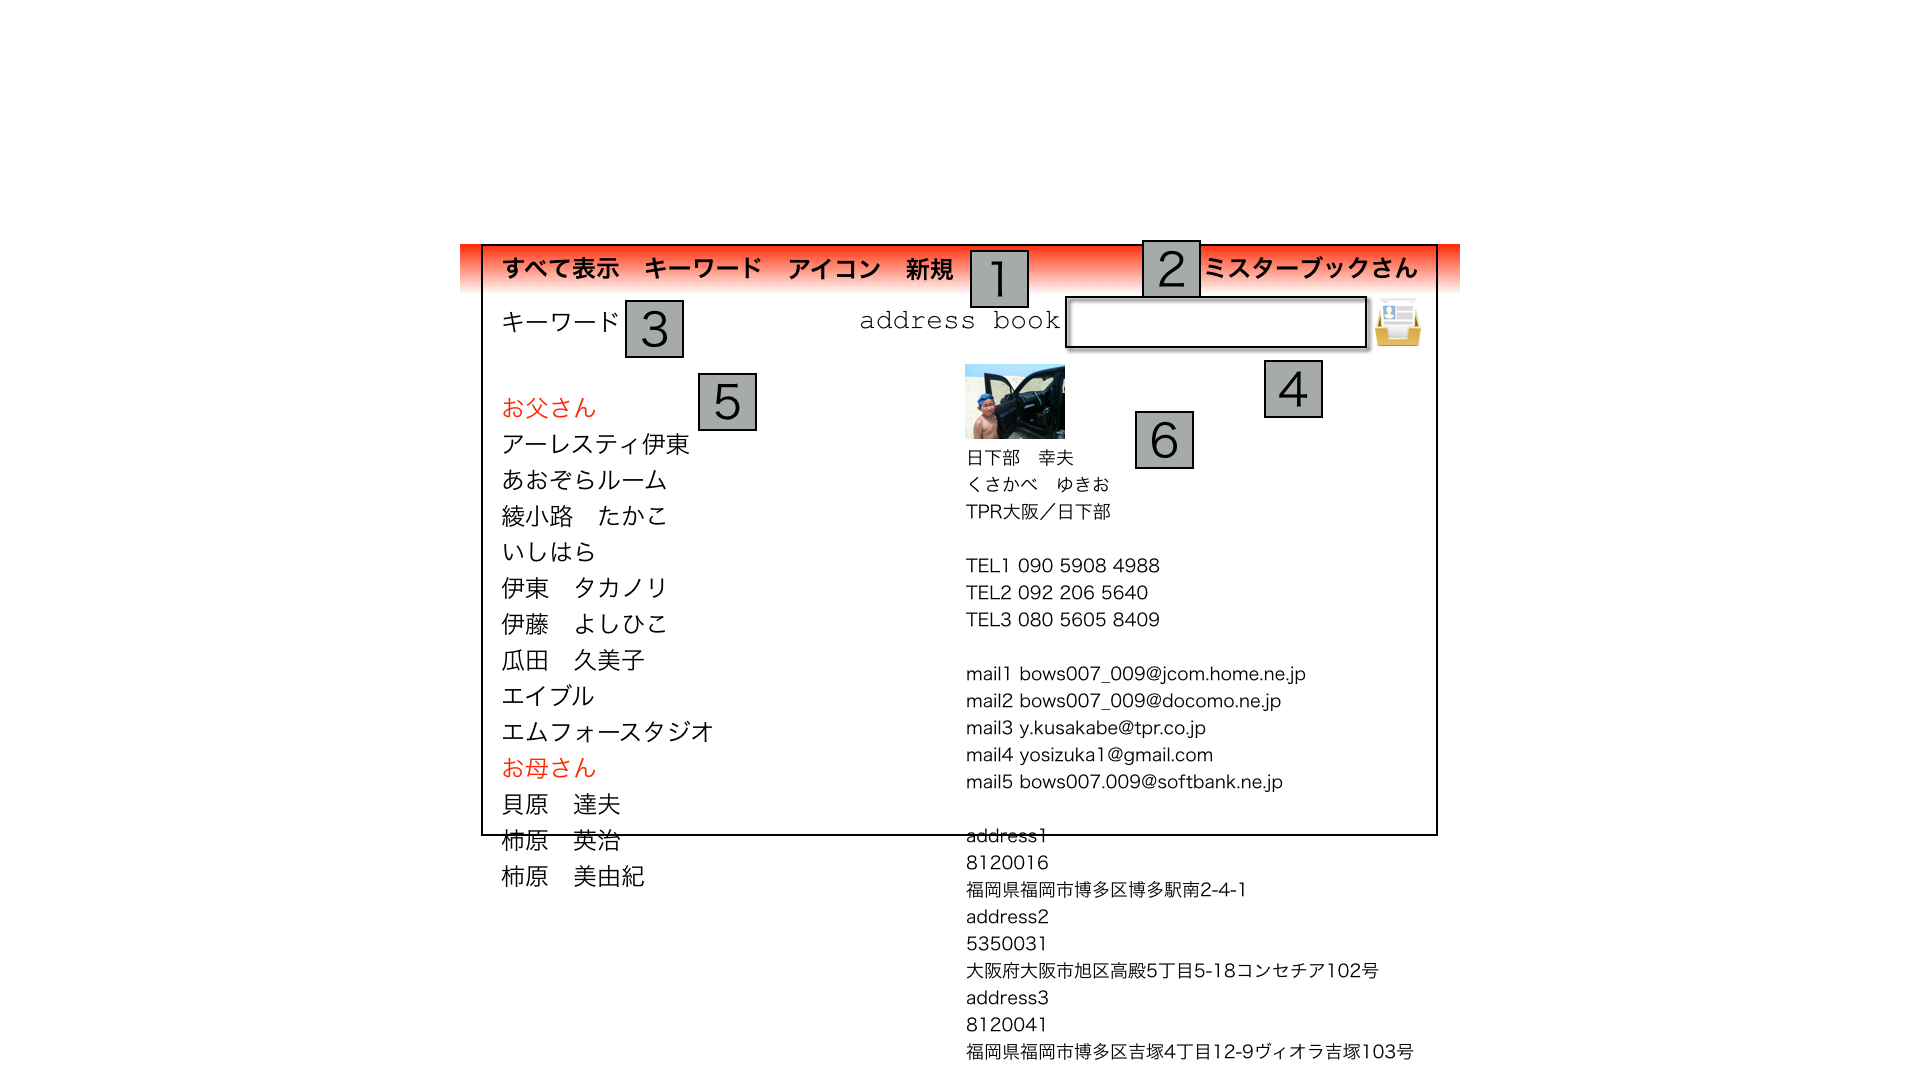 すべて表示 キーワード アイコン 新規 1 2 ミスターブックさん
キーワード 3 address book
4
5
お父さん
アーレスティ伊東
あおぞらルーム
綾小路　たかこ
いしはら
伊東　タカノリ
伊藤　よしひこ
瓜田　久美子
エイブル
エムフォースタジオ
お母さん
貝原　達夫
柿原　英治
柿原　美由紀
6
日下部　幸夫
くさかべ　ゆきお
TPR大阪／日下部
TEL1 090 5908 4988
TEL2 092 206 5640
TEL3 080 5605 8409
mail1 bows007_009@jcom.home.ne.jp
mail2 bows007_009@docomo.ne.jp
mail3 y.kusakabe@tpr.co.jp
mail4 yosizuka1@gmail.com
mail5 bows007.009@softbank.ne.jp
address1
8120016
福岡県福岡市博多区博多駅南2-4-1
address2
5350031
大阪府大阪市旭区高殿5丁目5-18コンセチア102号
address3
8120041
福岡県福岡市博多区吉塚4丁目12-9ヴィオラ吉塚103号